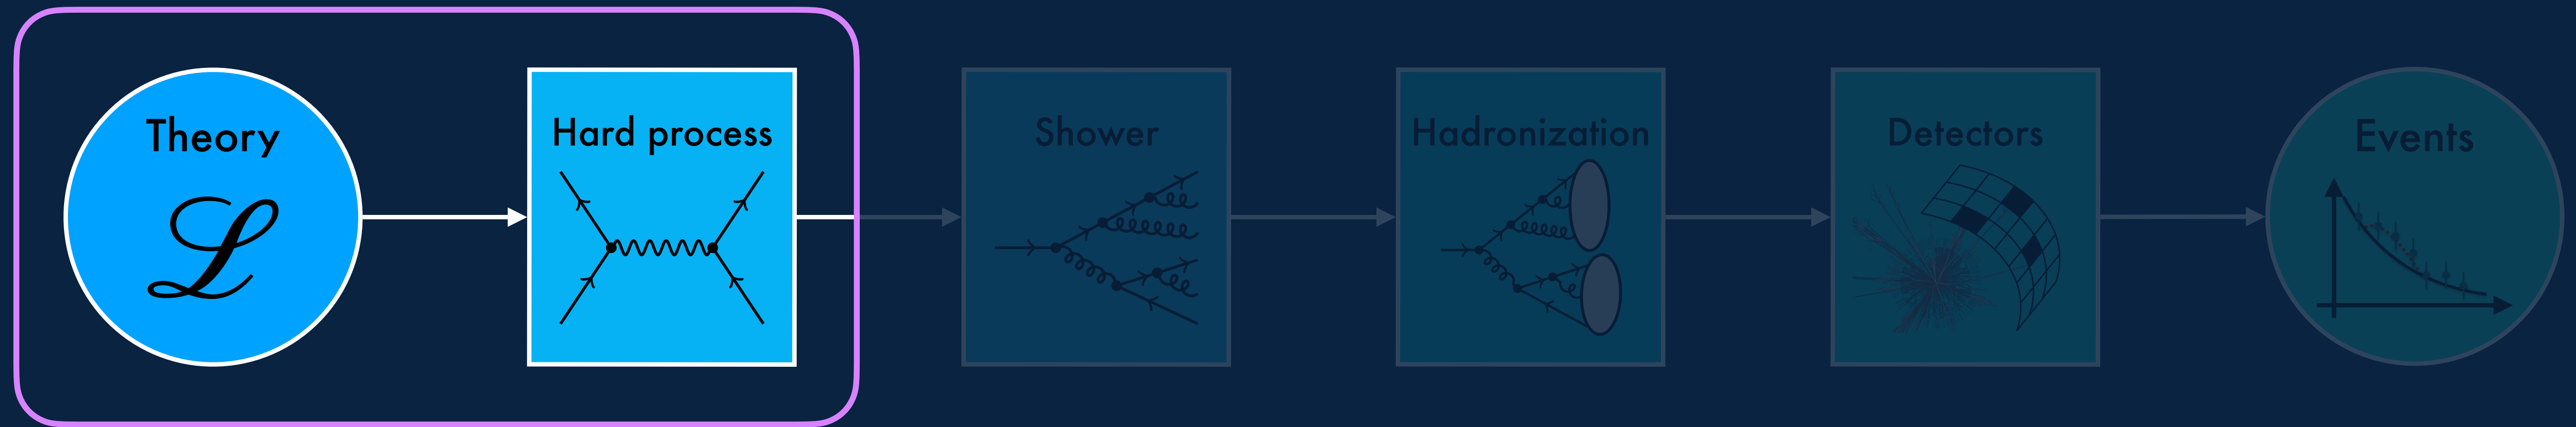 Theory
ℒ
Hard process
Shower
Hadronization
Detectors
Events